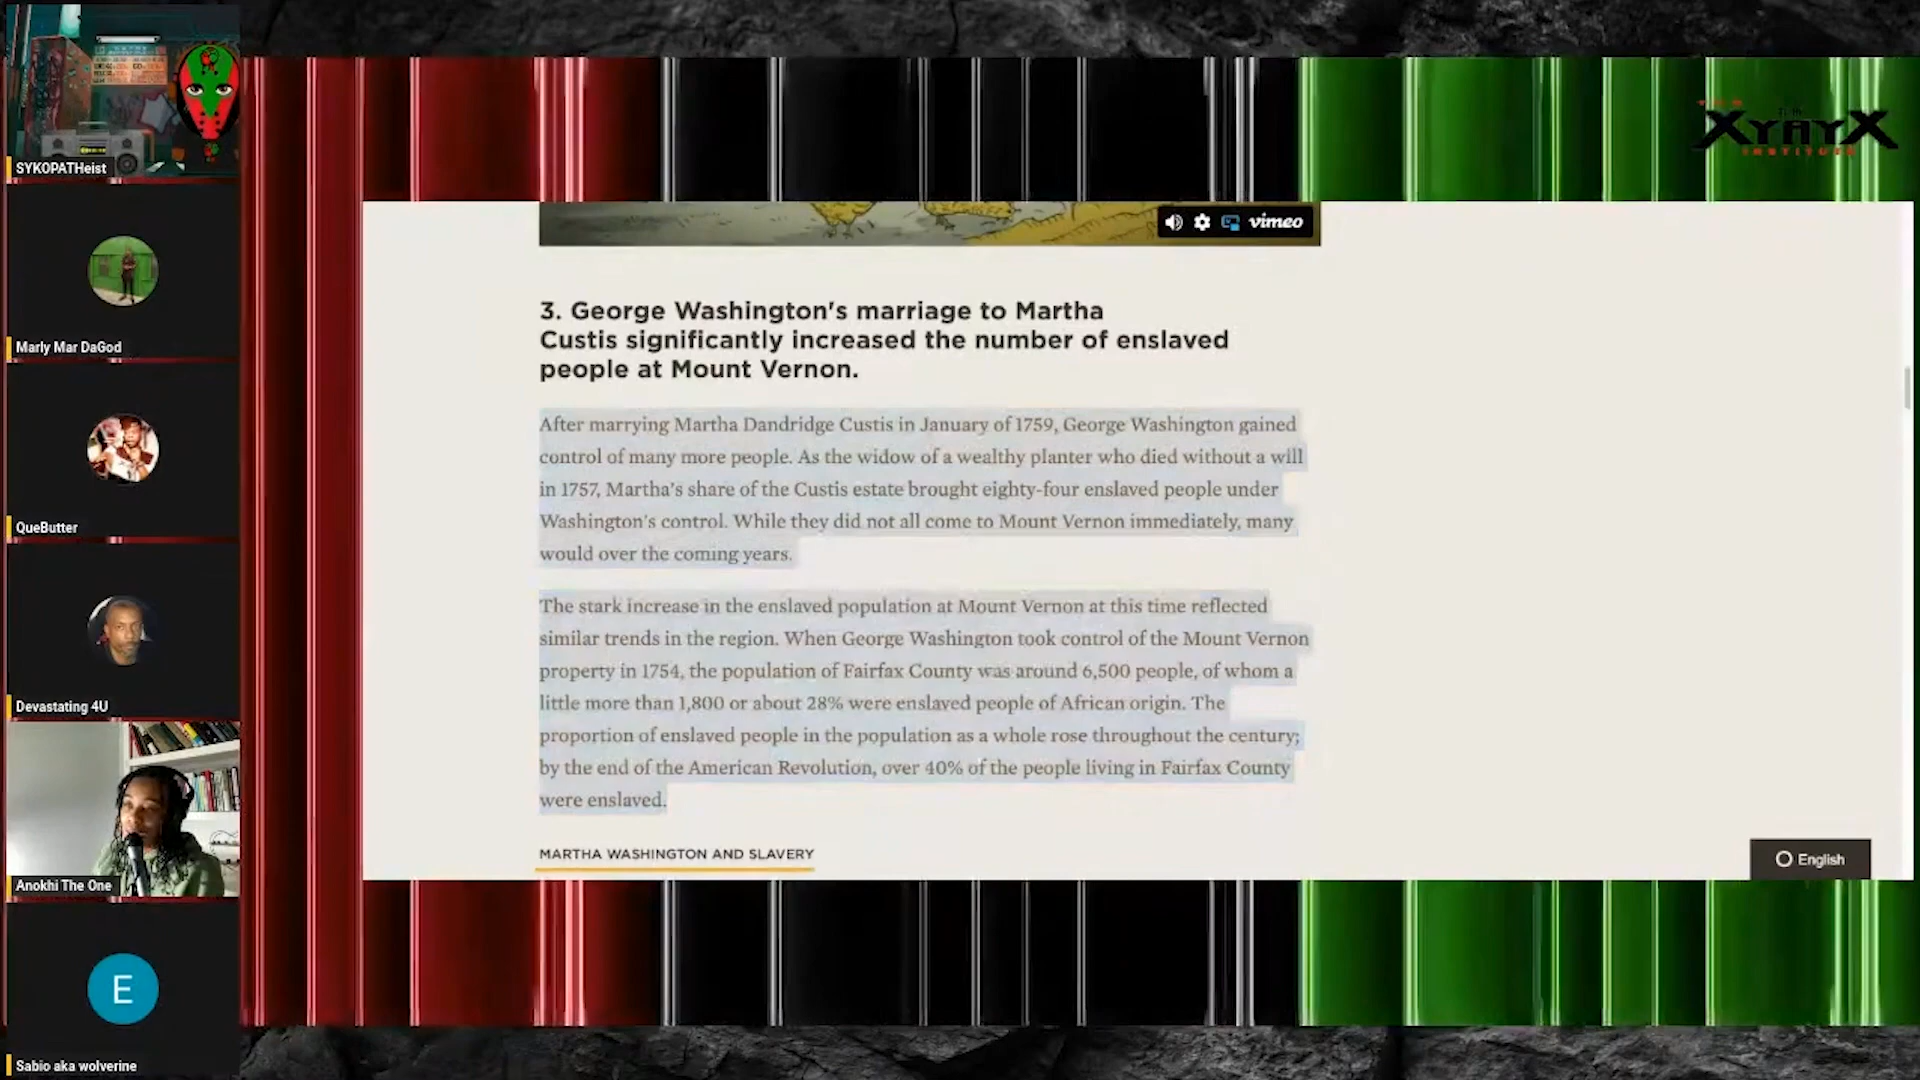 SYKOPATHeist
Marly Mar DaGod
QueButter
Devastating 4U
Anokhi The One
E
Sabio aka wolverine
XYAYX
INSTITUTE
vimeo
3. George Washington's marriage to Martha
Custis significantly increased the number of enslaved
people at Mount Vernon.
After marrying Martha Dandridge Custis in January of 1759, George Washington gained
control of many more people. As the widow of a wealthy planter who died without a will
in 1757, Martha's share of the Custis estate brought eighty-four enslaved people under
Washington's control. While they did not all come to Mount Vernon immediately, many
would over the coming years.
The stark increase in the enslaved population at Mount Vernon at this time reflected
similar trends in the region. When George Washington took control of the Mount Vernon
property in 1754, the population of Fairfax County was around 6,500 people, of whom a
little more than 1,800 or about 28% were enslaved people of African origin. The
proportion of enslaved people in the population as a whole rose throughout the century;
by the end of the American Revolution, over 40% of the people living in Fairfax County
were enslaved.
MARTHA WASHINGTON AND SLAVERY
English